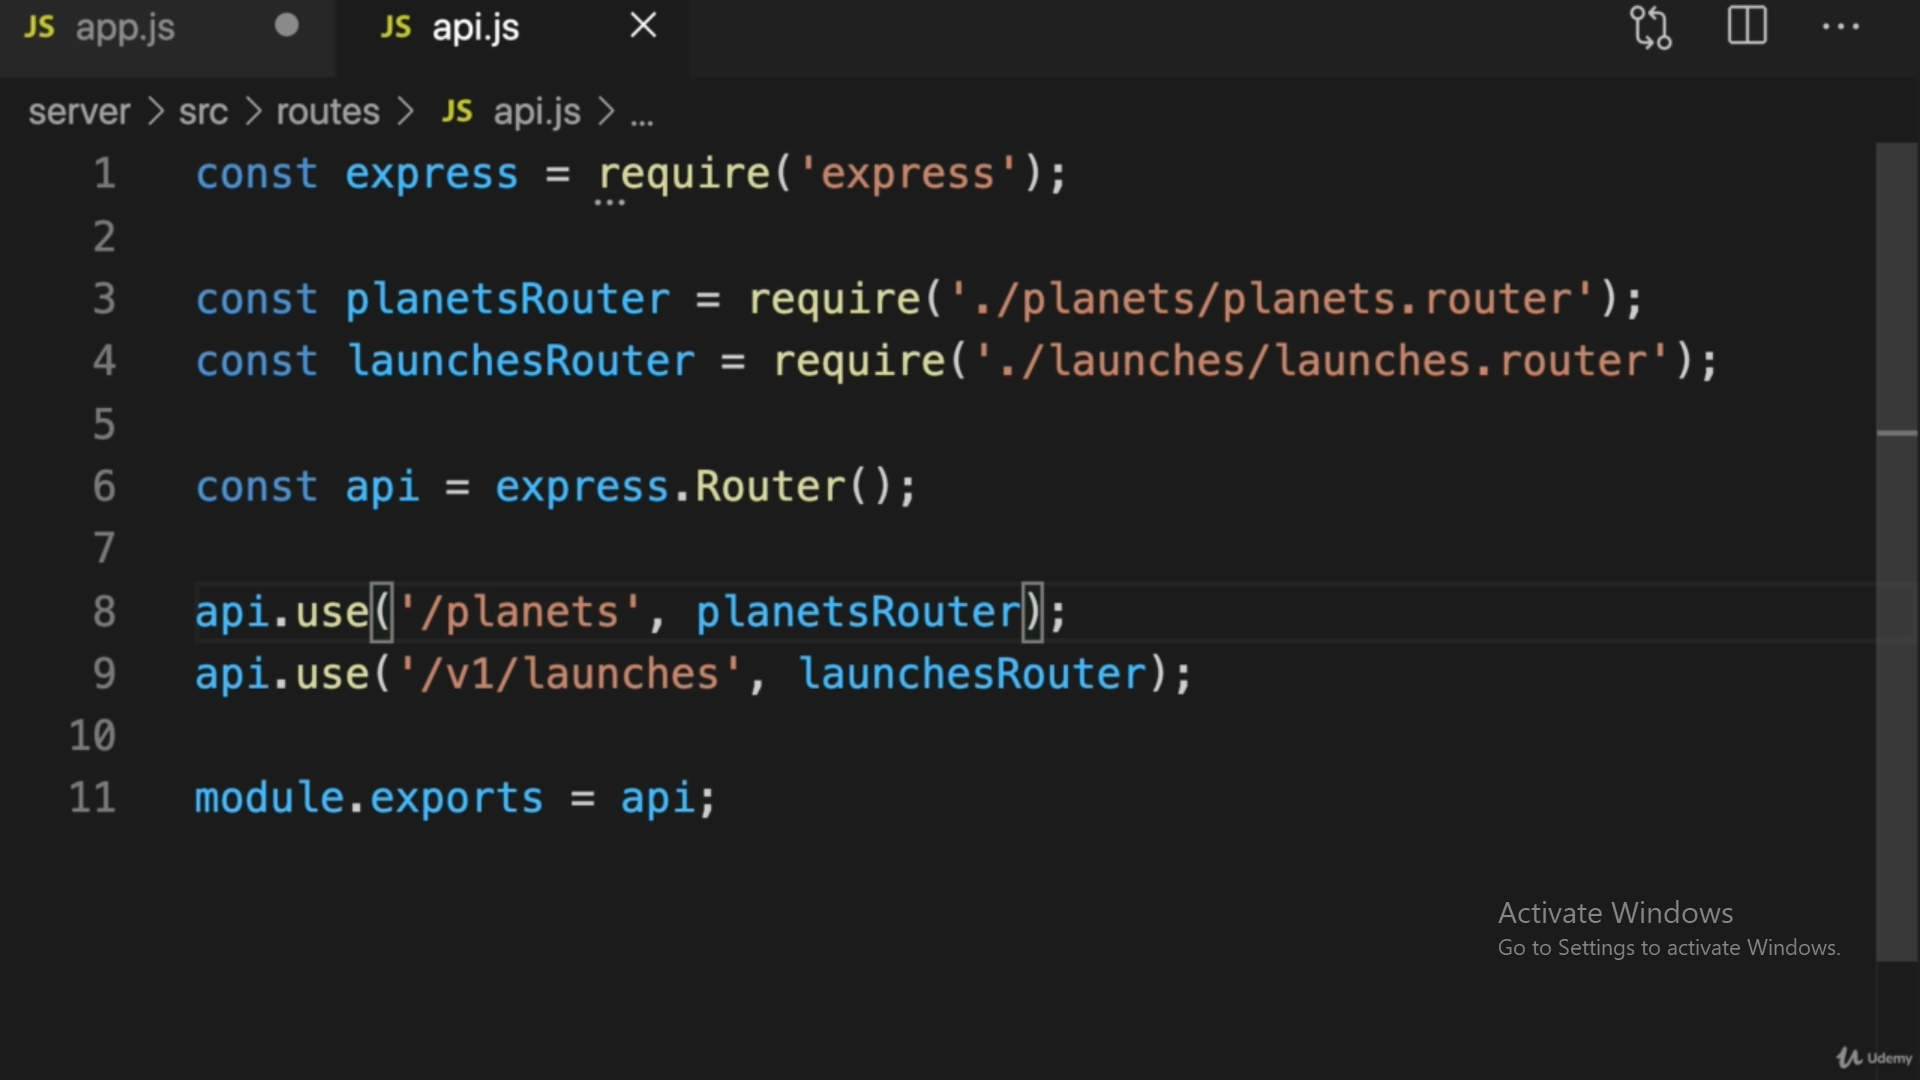 JS app.js JS api.js
server > src > routes > JS api.js > ...
1 const express = require('express');
2
3 const planetsRouter = require('./planets/planets.router');
4 const launchesRouter = require('./launches/launches.router');
5
6 const api = express.Router();
7
8 api.use('/planets', planetsRouter);
9 api.use('/v1/launches', launchesRouter);
10
11 module.exports = api;
Activate Windows
Go to Settings to activate Windows.
Udemy